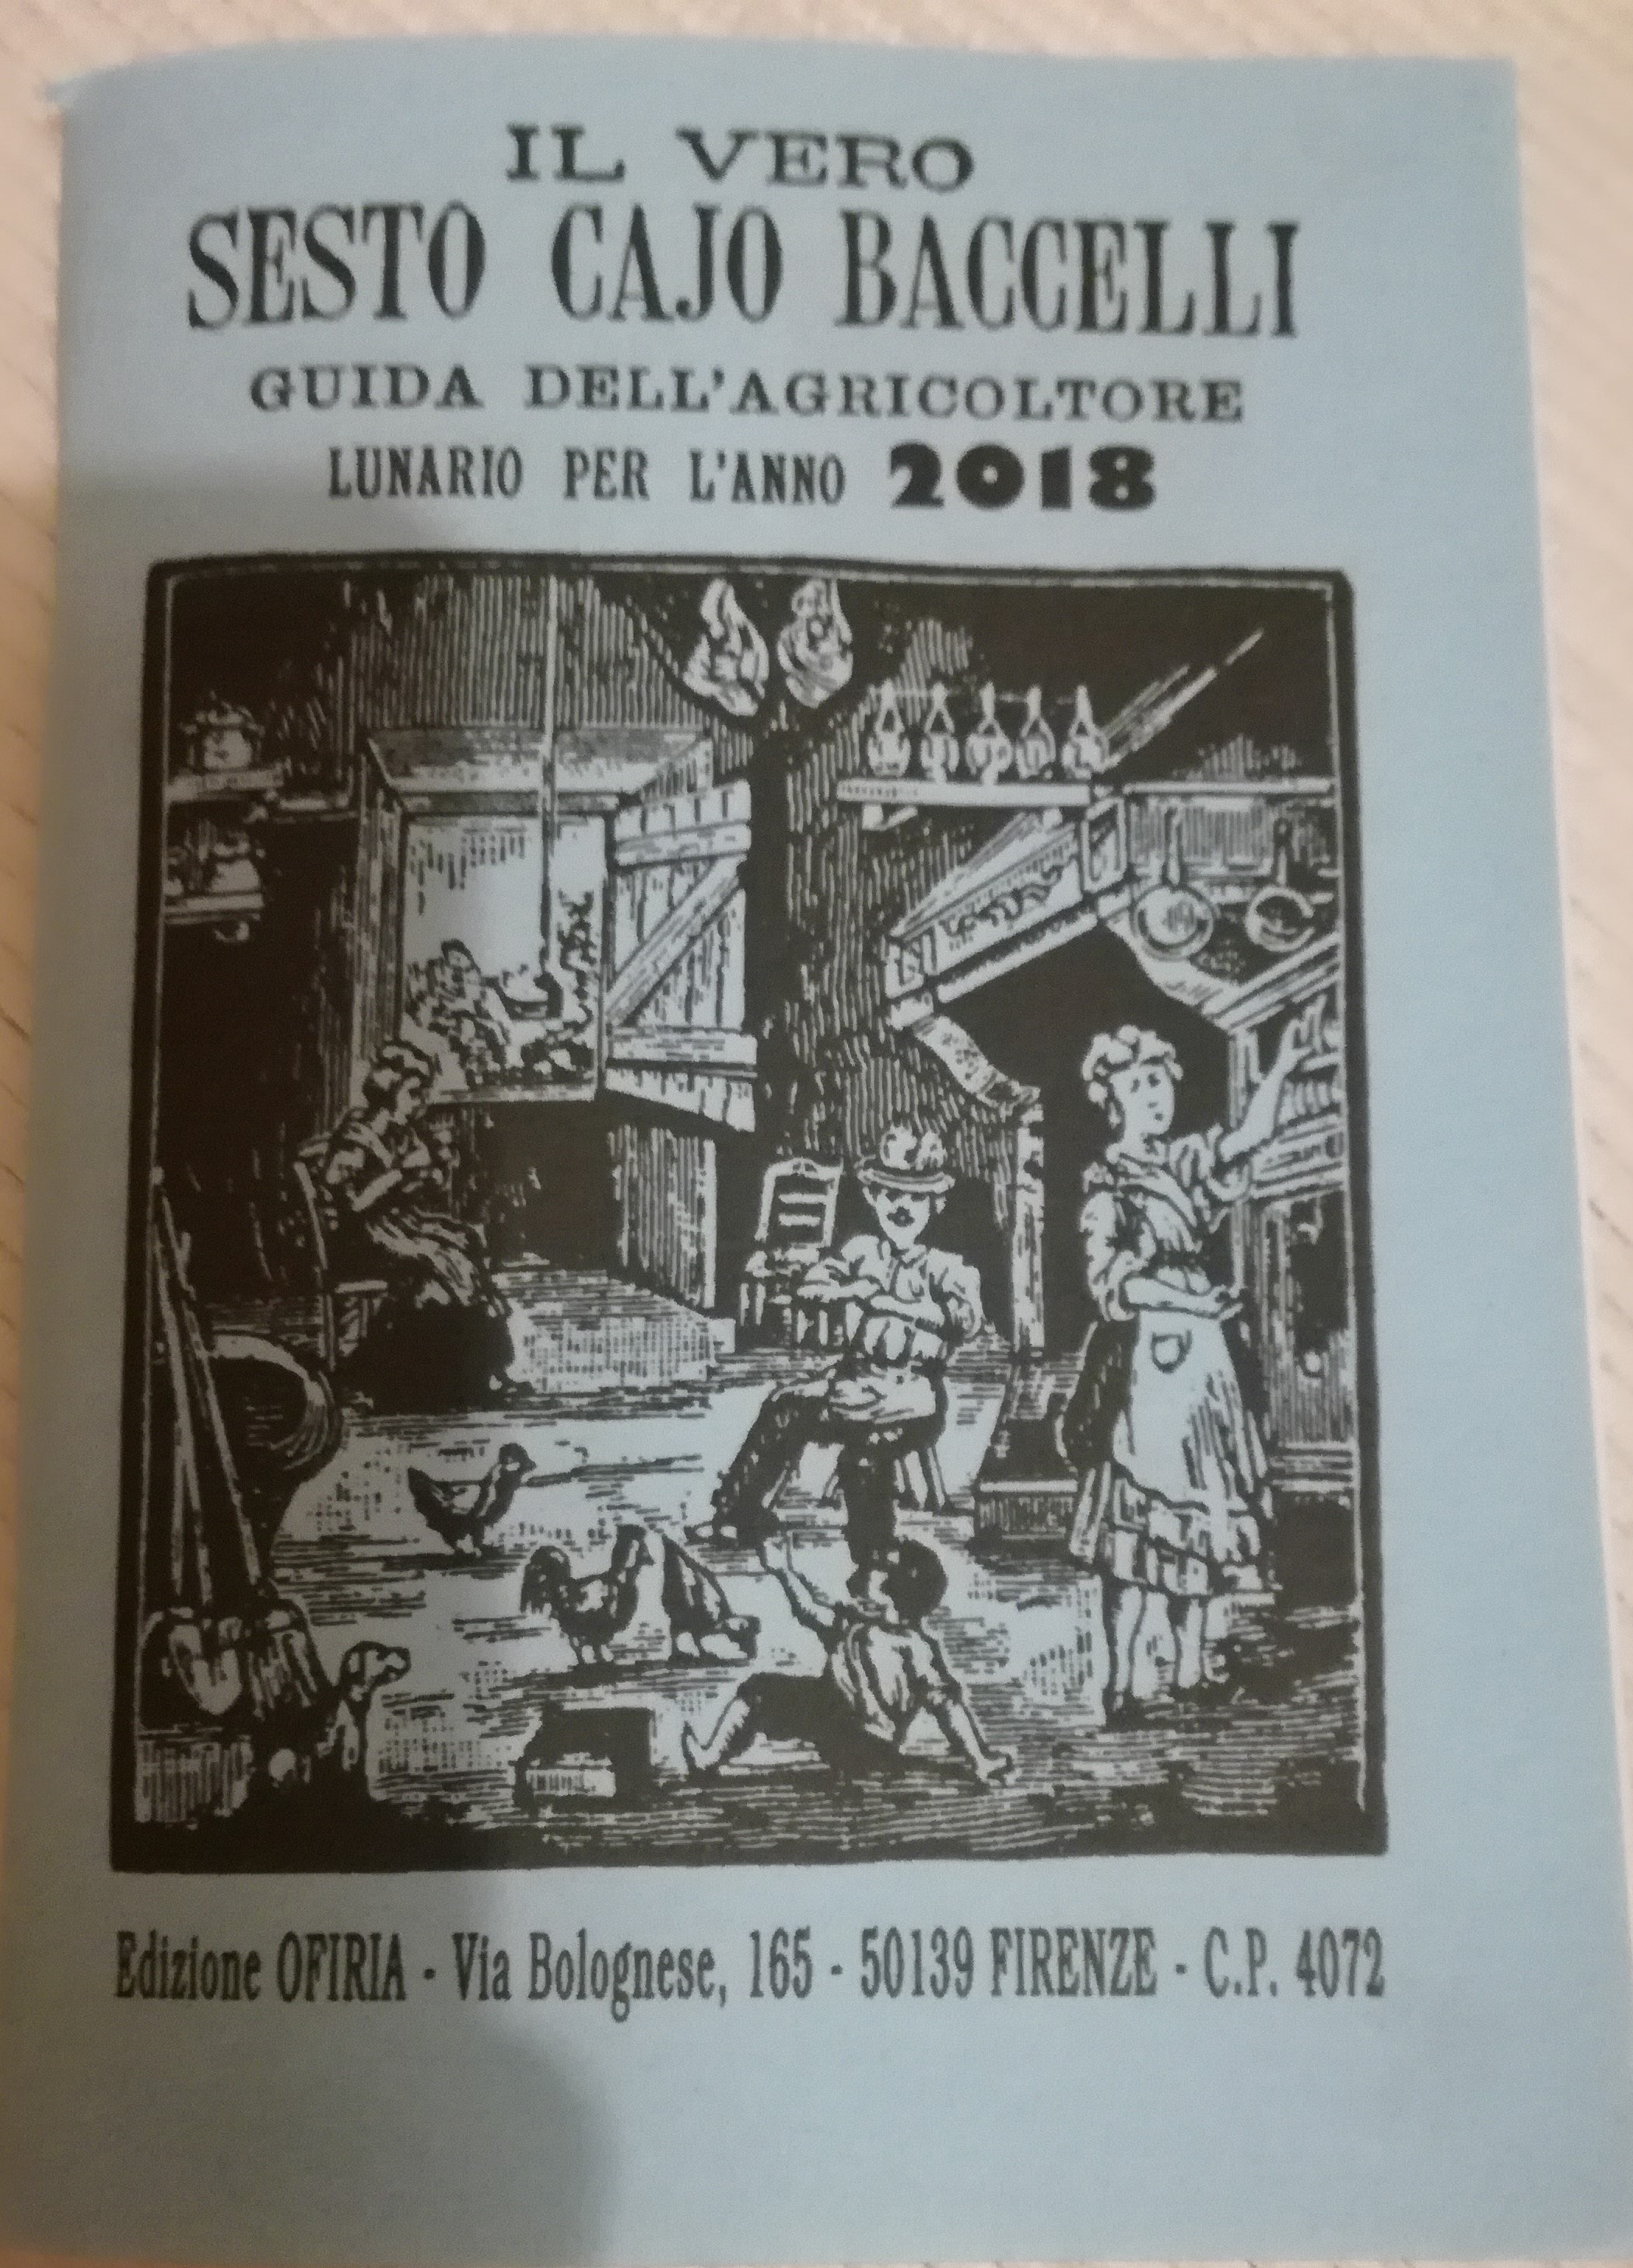 IL VERO
SESTO CAJO BACCELLI
GUIDA DELL'AGRICOLTORE
LUNARIO PER L'ANNO 2018
Edizione OFIRIA - Via Bolognese, 165 - 50139 FIRENZE - C.P. 4072